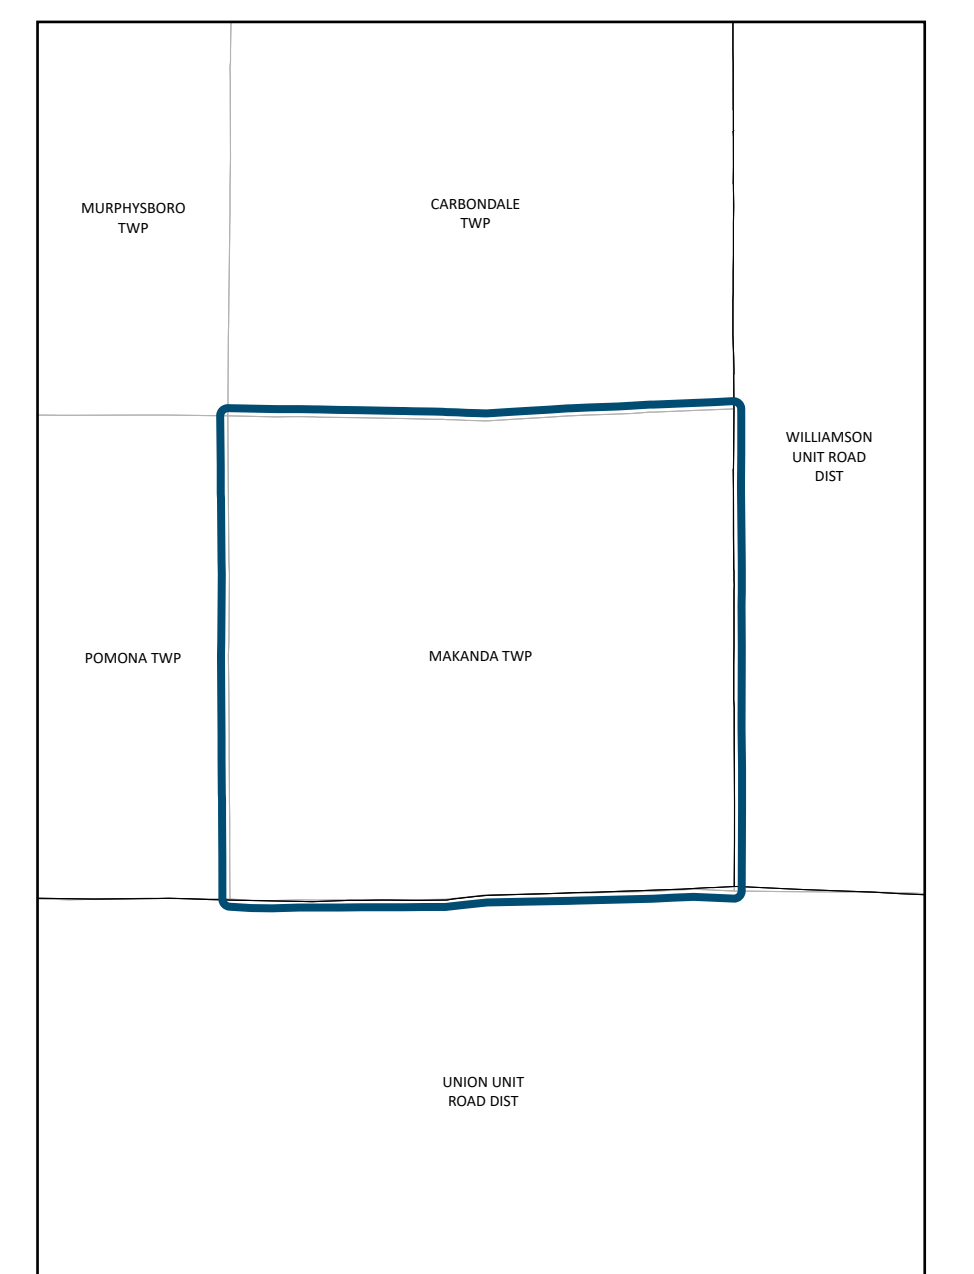 MURPHYSBORO
TWP
CARBONDALE
TWP
WILLIAMSON
UNIT ROAD
DIST
POMONA TWP
MAKANDA TWP
UNION UNIT
ROAD DIST